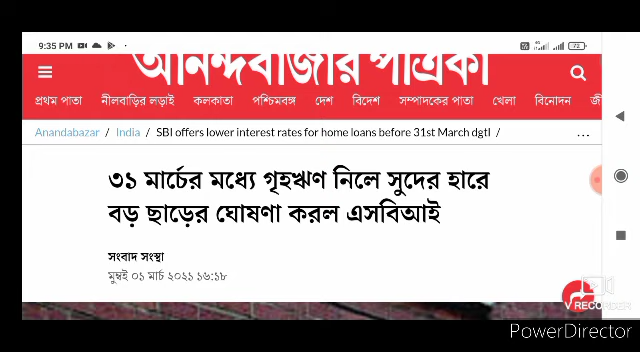 9:35 PM
72
আনন্দবাজার পত্রিকা
প্রথম পাতা নীলবাড়ির লড়াই কলকাতা পশ্চিমবঙ্গ দেশ বিদেশ সম্পাদকের পাতা খেলা বিনোদন জী
Anandabazar / India / SBI offers lower interest rates for home loans before 31st March dgtl / ...
৩১ মার্চের মধ্যে গৃহঋণ নিলে সুদের হারে
বড় ছাড়ের ঘোষণা করল এসবিআই
সংবাদ সংস্থা
মুম্বই ০১ মার্চ ২০২১ ১৬:১৮
V RECORDER
PowerDirector